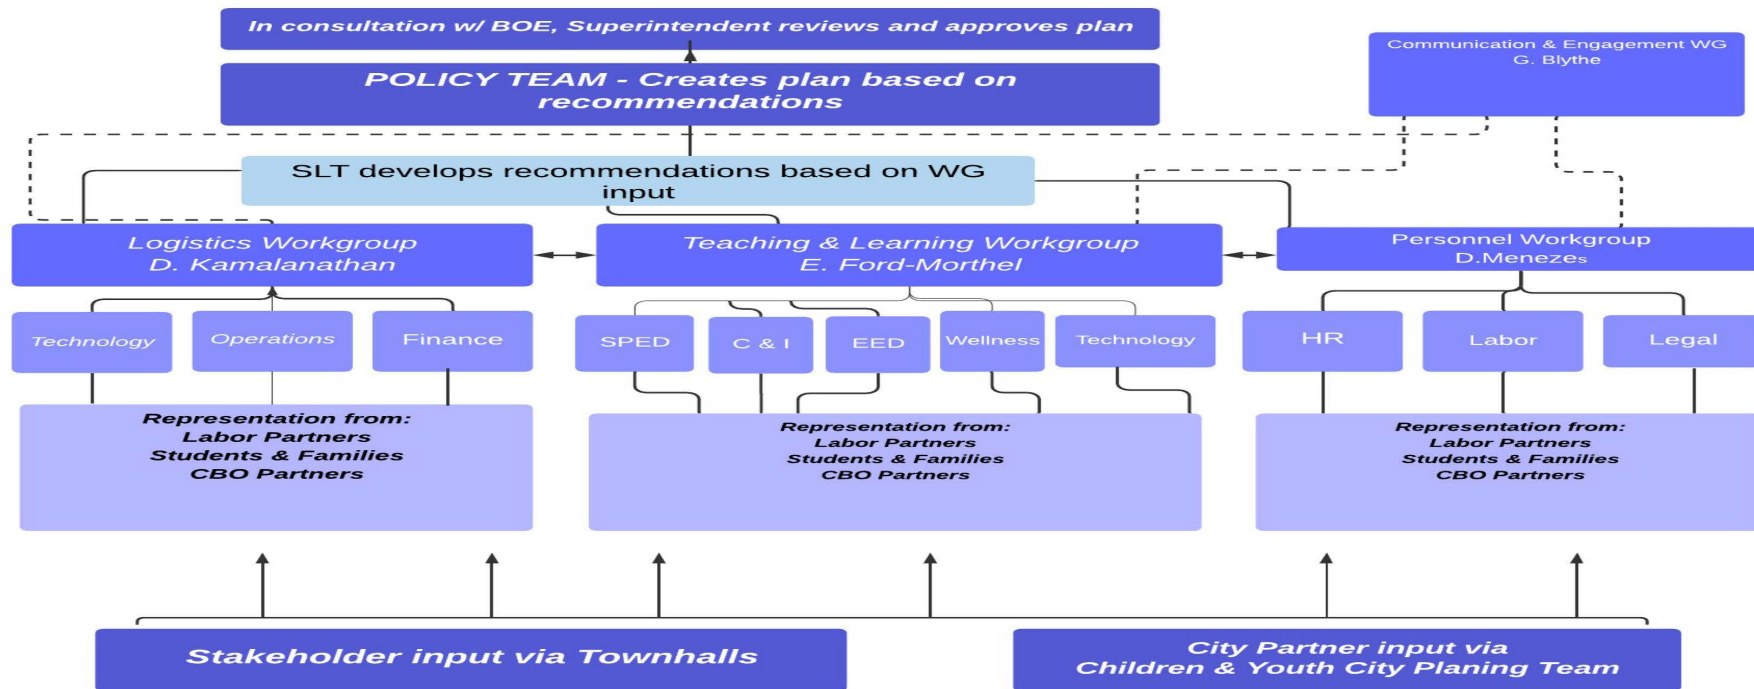 In consultation w/ BOE, Superintendent reviews and approves plan
Communication & Engagement WG
G. Blythe
POLICY TEAM - Creates plan based on
recommendations
SLT develops recommendations based on WG
input
Logistics Workgroup
D. Kamalanathan
Teaching & Learning Workgroup
E. Ford-Morthel
Personnel Workgroup
D.Menezes
Technology
Operations
Finance
SPED
C & I
EED
Wellness
Technology
HR
Labor
Legal
Representation from:
Labor Partners
Students & Families
CBO Partners
Representation from:
Labor Partners
Students & Families
CBO Partners
Representation from:
Labor Partners
Students & Families
CBO Partners
Stakeholder input via Townhalls
City Partner input via
Children & Youth City Planing Team